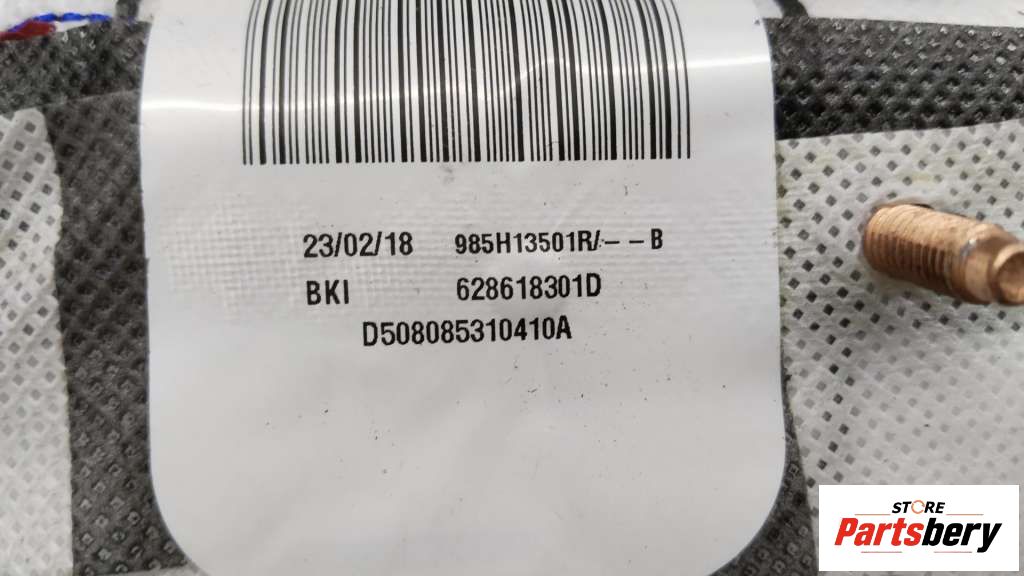 23/02/18 985H13501R/--B
BKI 628618301D
D508085310410A
STORE
Partsbery